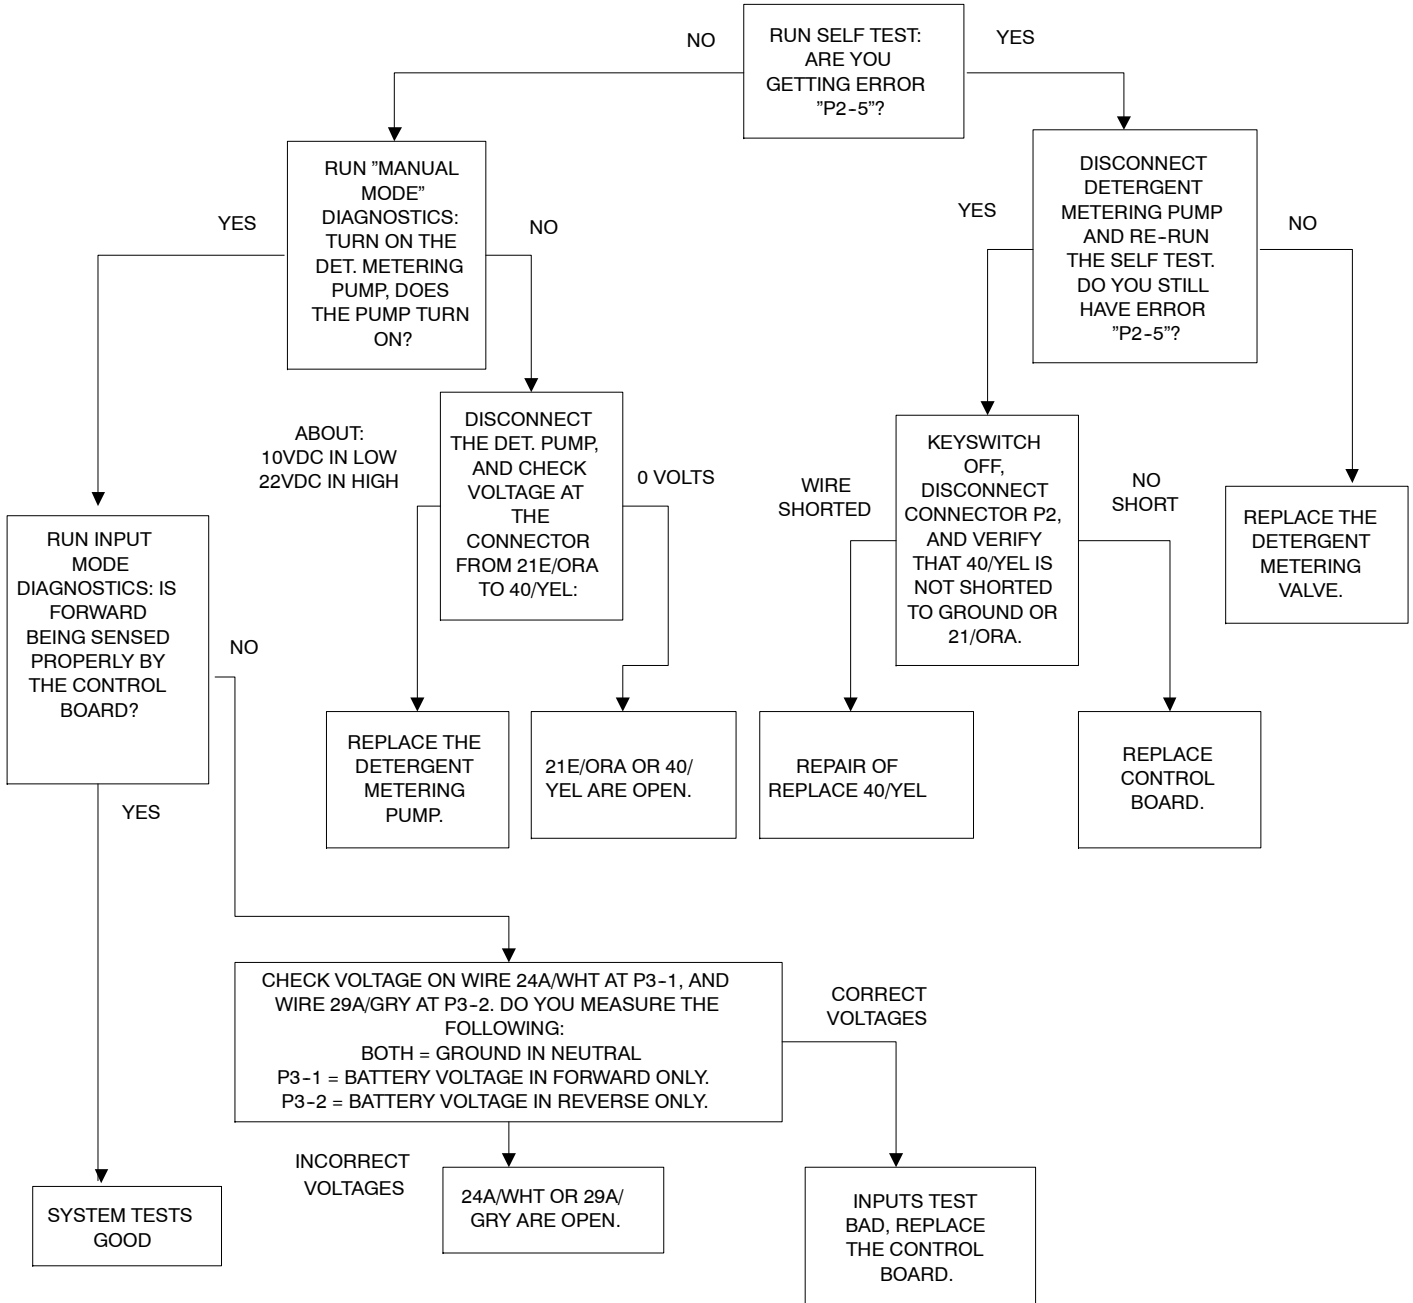 RUN SELF TEST:
ARE YOU
GETTING ERROR
”P2-5”?
NO
YES
RUN ”MANUAL
MODE”
DIAGNOSTICS:
TURN ON THE
DET. METERING
PUMP, DOES
THE PUMP TURN
ON?
YES
NO
DISCONNECT
DETERGENT
METERING PUMP
AND RE-RUN
THE SELF TEST.
DO YOU STILL
HAVE ERROR
”P2-5”?
YES
NO
ABOUT:
10VDC IN LOW
22VDC IN HIGH
DISCONNECT
THE DET. PUMP,
AND CHECK
VOLTAGE AT
THE
CONNECTOR
FROM 21E/ORA
TO 40/YEL:
0 VOLTS
WIRE
SHORTED
KEYSWITCH
OFF,
DISCONNECT
CONNECTOR P2,
AND VERIFY
THAT 40/YEL IS
NOT SHORTED
TO GROUND OR
21/ORA.
NO
SHORT
REPLACE THE
DETERGENT
METERING
VALVE.
RUN INPUT
MODE
DIAGNOSTICS: IS
FORWARD
BEING SENSED
PROPERLY BY
THE CONTROL
BOARD?
NO
YES
REPLACE THE
DETERGENT
METERING
PUMP.
21E/ORA OR 40/
YEL ARE OPEN.
REPAIR OF
REPLACE 40/YEL
REPLACE
CONTROL
BOARD.
CHECK VOLTAGE ON WIRE 24A/WHT AT P3-1, AND
WIRE 29A/GRY AT P3-2. DO YOU MEASURE THE
FOLLOWING:
BOTH = GROUND IN NEUTRAL
P3-1 = BATTERY VOLTAGE IN FORWARD ONLY.
P3-2 = BATTERY VOLTAGE IN REVERSE ONLY.
CORRECT
VOLTAGES
INCORRECT
VOLTAGES
SYSTEM TESTS
GOOD
24A/WHT OR 29A/
GRY ARE OPEN.
INPUTS TEST
BAD, REPLACE
THE CONTROL
BOARD.